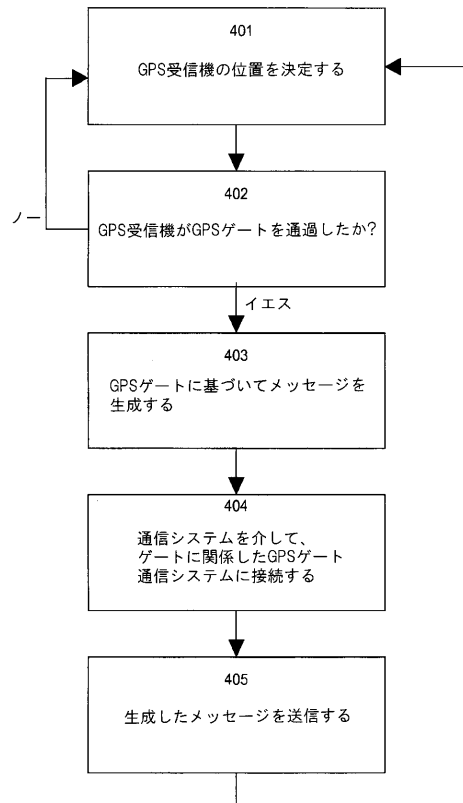 401
GPS受信機の位置を決定する
402
GPS受信機がGPSゲートを通過したか?
ノー
イエス
403
GPSゲートに基づいてメッセージを
生成する
404
通信システムを介して、
ゲートに関係したGPSゲート
通信システムに接続する
405
生成したメッセージを送信する